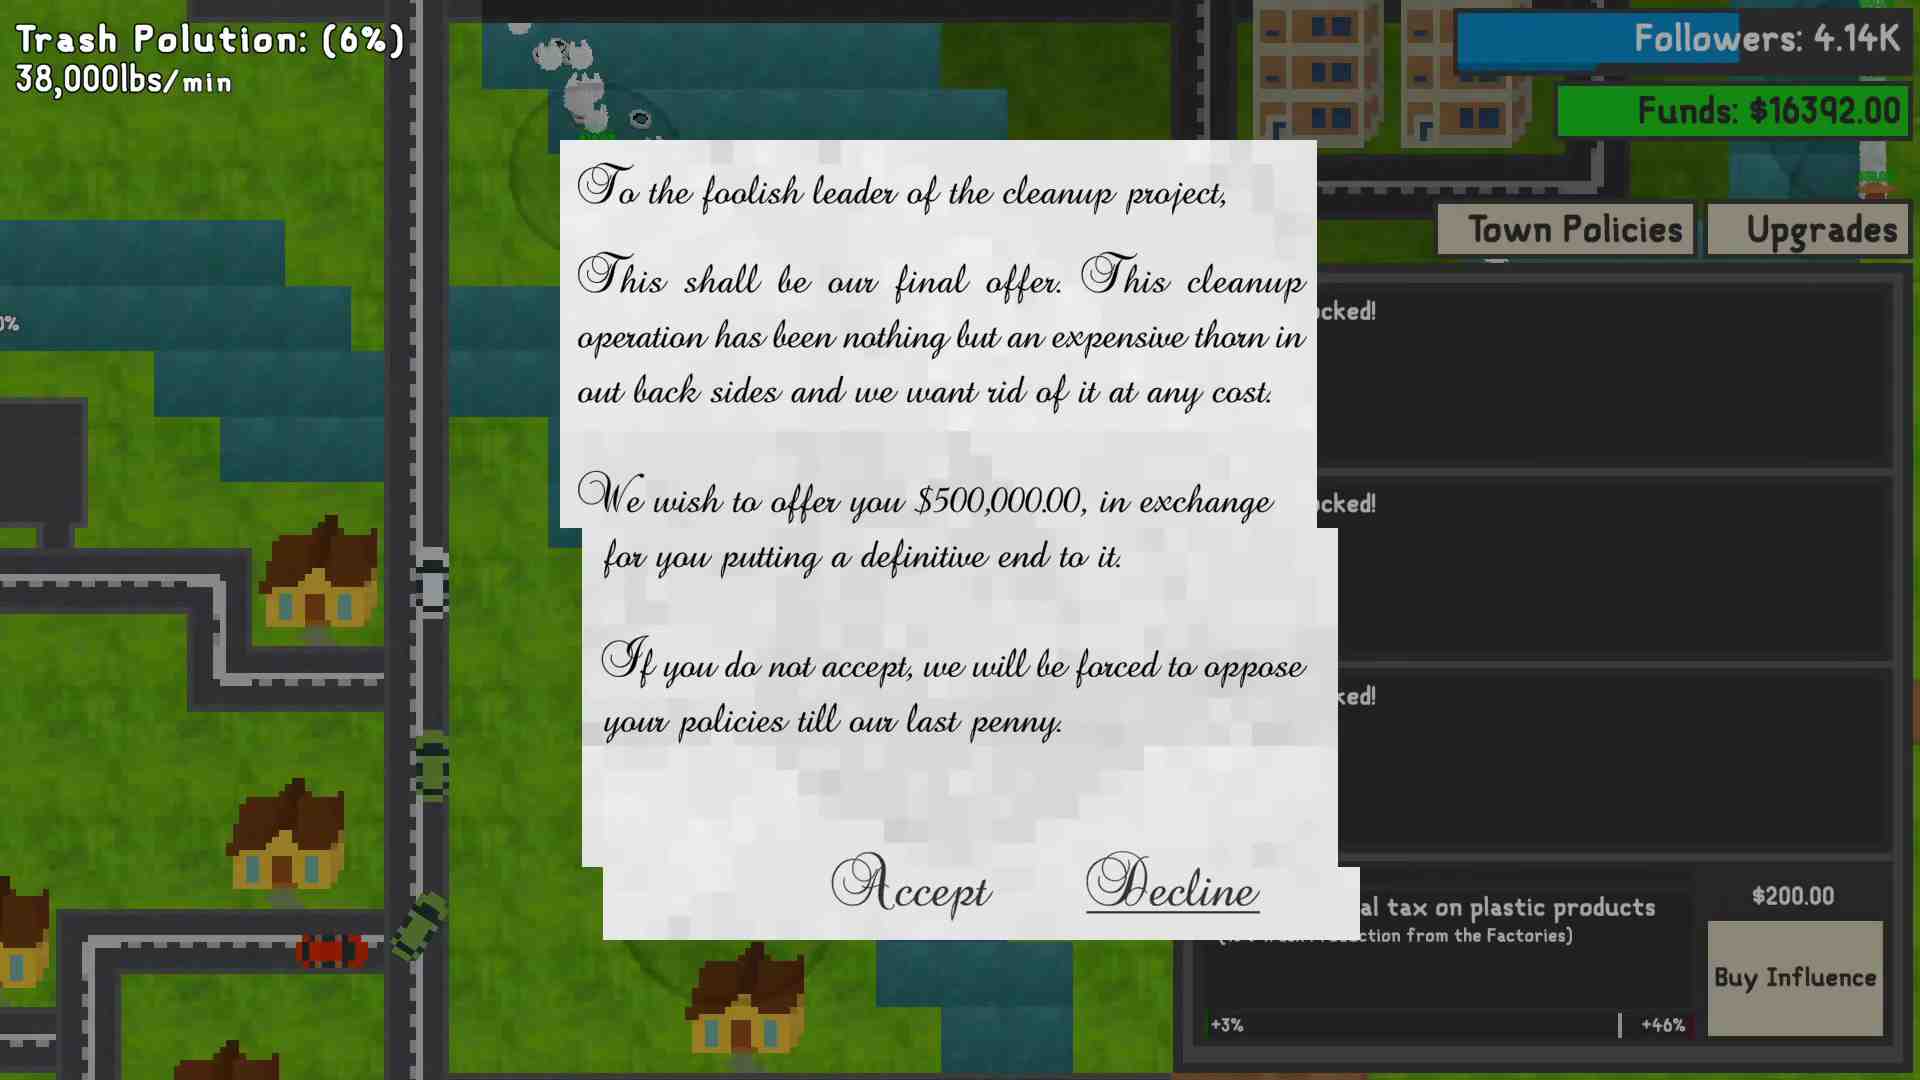 Trash Polution: (6%)
38,000lbs/min
Followers: 4.14K
Funds: $16392.00
Town Policies
Upgrades
To the foolish leader of the cleanup project,
This shall be our final offer. This cleanup
operation has been nothing but an expensive thorn in
out back sides and we want rid of it at any cost.
We wish to offer you $500,000.00, in exchange
for you putting a definitive end to it.
If you do not accept, we will be forced to oppose
your policies till our last penny.
Accept
Decline
ocked!
ocked!
ked!
0%
al tax on plastic products
ction from the Factories)
$200.00
Buy Influence
+3%
+46%